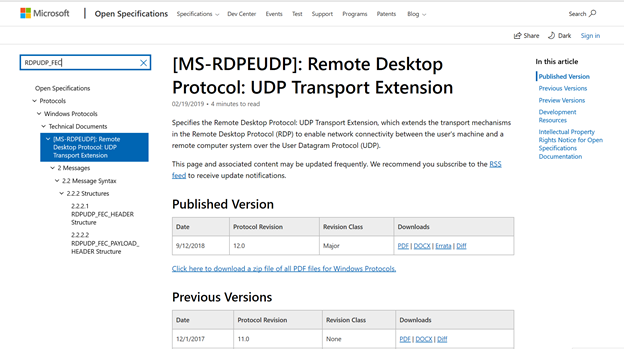 Microsoft | Open Specifications Specifications Dev Center Events Test Support Programs Patents Blog Search
Share Dark Sign in
RDPUDP_FEC
Open Specifications
Protocols
Windows Protocols
Technical Documents
[MS-RDPEUDP]: Remote
Desktop Protocol: UDP
Transport Extension
2 Messages
2.2 Message Syntax
2.2.2 Structures
2.2.2.1
RDPUDP_FEC_HEADER
Structure
2.2.2.2
RDPUDP_FEC_PAYLOAD_
HEADER Structure
[MS-RDPEUDP]: Remote Desktop
Protocol: UDP Transport Extension
02/19/2019 • 4 minutes to read
Specifies the Remote Desktop Protocol: UDP Transport Extension, which extends the transport mechanisms
in the Remote Desktop Protocol (RDP) to enable network connectivity between the user's machine and a
remote computer system over the User Datagram Protocol (UDP).
This page and associated content may be updated frequently. We recommend you subscribe to the RSS
feed to receive update notifications.
Published Version
Date Protocol Revision Revision Class Downloads
9/12/2018 12.0 Major PDF | DOCX | Errata | Diff
Click here to download a zip file of all PDF files for Windows Protocols.
Previous Versions
Date Protocol Revision Revision Class Downloads
12/1/2017 11.0 None PDF | DOCX | Diff
In this article
Published Version
Previous Versions
Preview Versions
Development
Resources
Intellectual Property
Rights Notice for Open
Specifications
Documentation